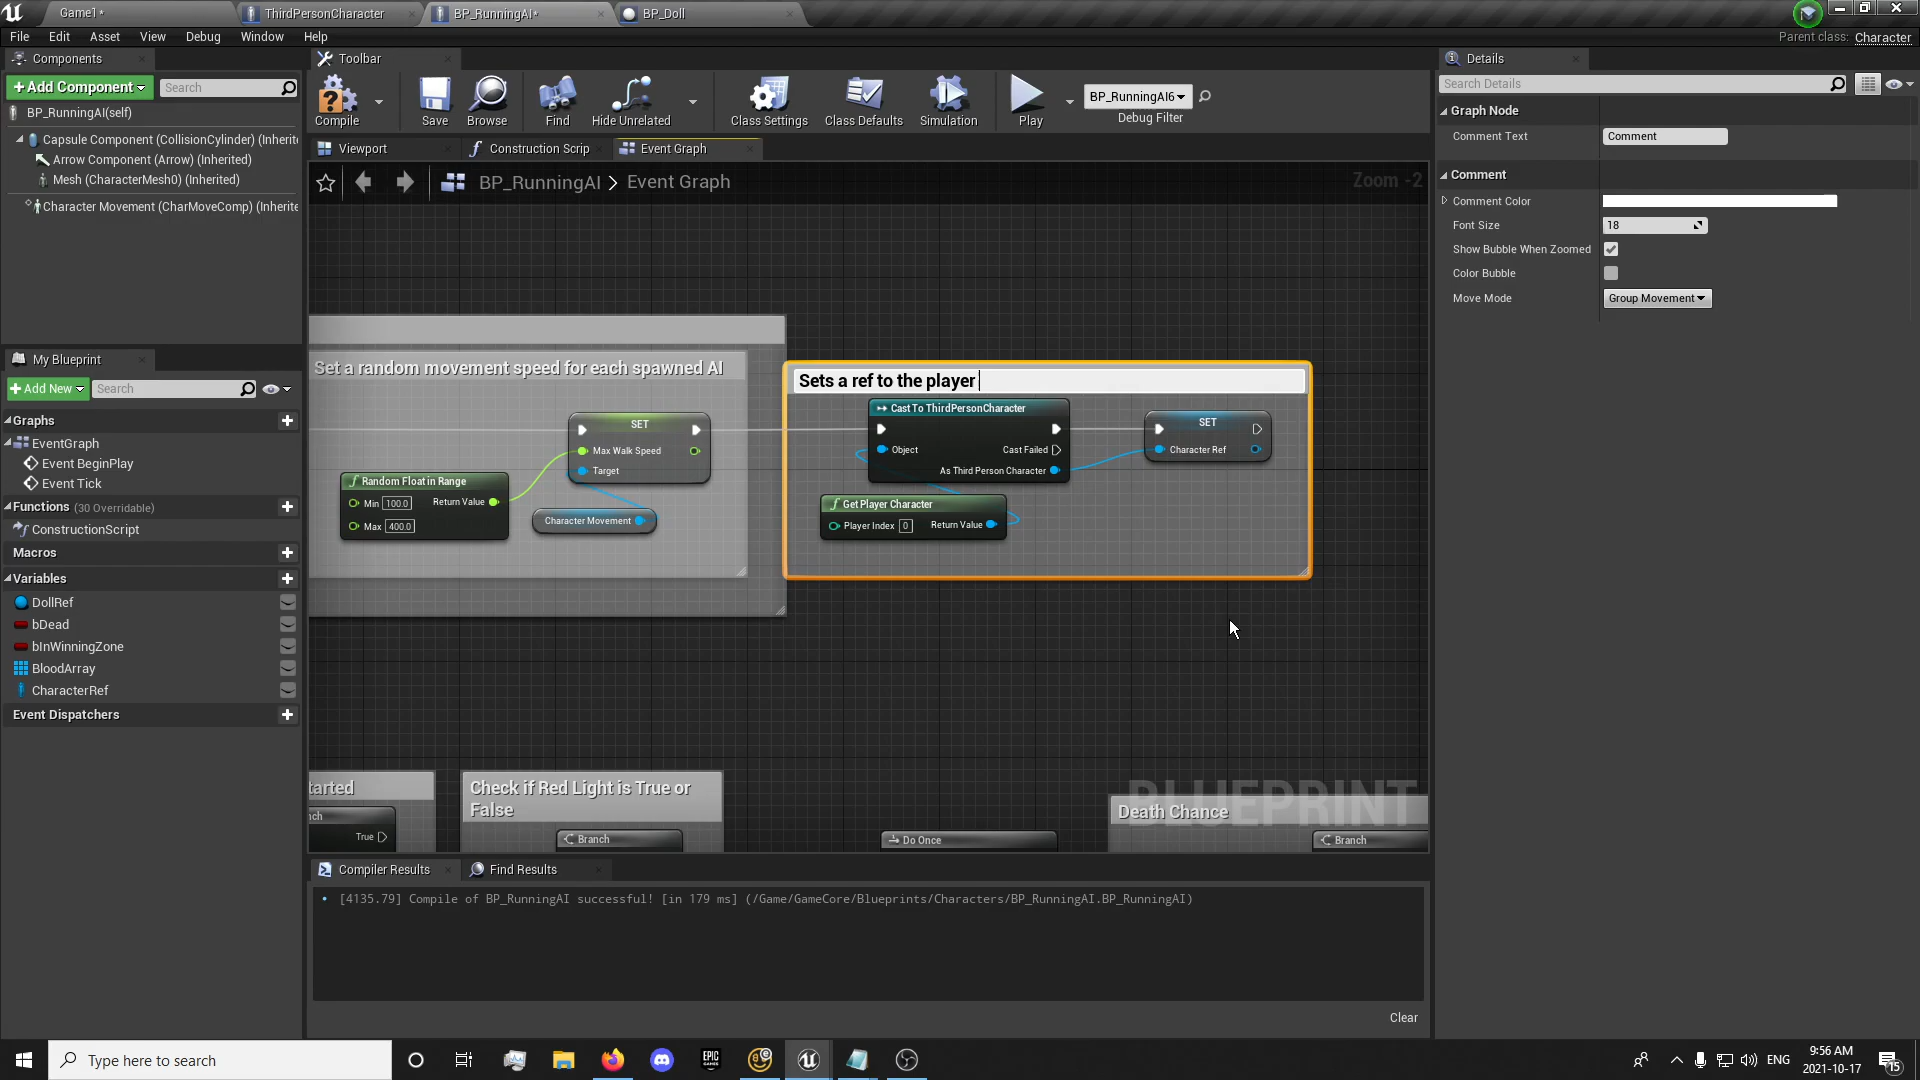 Game1*
ThirdPersonCharacter
BP_RunningAI*
BP_Doll
File Edit Asset View Debug Window Help
Parent class: Character
Components
+Add Component
Search
BP_RunningAI(self)
Capsule Component (CollisionCylinder) (Inherit
Arrow Component (Arrow) (Inherited)
Mesh (CharacterMesh0) (Inherited)
Character Movement (CharMoveComp) (Inherite
My Blueprint
+Add New
Search
Graphs
EventGraph
Event BeginPlay
Event Tick
Functions (30 Overridable)
ConstructionScript
Macros
Variables
DollRef
bDead
bInWinningZone
BloodArray
CharacterRef
Event Dispatchers
Toolbar
Compile
Save
Browse
Find
Hide Unrelated
Class Settings
Class Defaults
Simulation
Play
BP_RunningAI6
Debug Filter
Viewport
Construction Scrip
Event Graph
BP_RunningAI > Event Graph
Zoom -2
Set a random movement speed for each spawned AI
SET
Max Walk Speed
Target
Random Float in Range
Min 100.0
Return Value
Max 400.0
Character Movement
Sets a ref to the player
Cast To ThirdPersonCharacter
Object
Cast Failed
As Third Person Character
SET
Character Ref
Get Player Character
Player Index 0
Return Value
tarted
nch
True
Check if Red Light is True or
False
Branch
Do Once
BLUEPRINT
Death Chance
Branch
Compiler Results
Find Results
[4135.79] Compile of BP_RunningAI successful! [in 179 ms] (/Game/GameCore/Blueprints/Characters/BP_RunningAI.BP_RunningAI)
Clear
Details
Search Details
Graph Node
Comment Text
Comment
Comment
Comment Color
Font Size
18
Show Bubble When Zoomed
Color Bubble
Move Mode
Group Movement
Type here to search
EPIC
GAMES
ENG
9:56 AM
2021-10-17
15